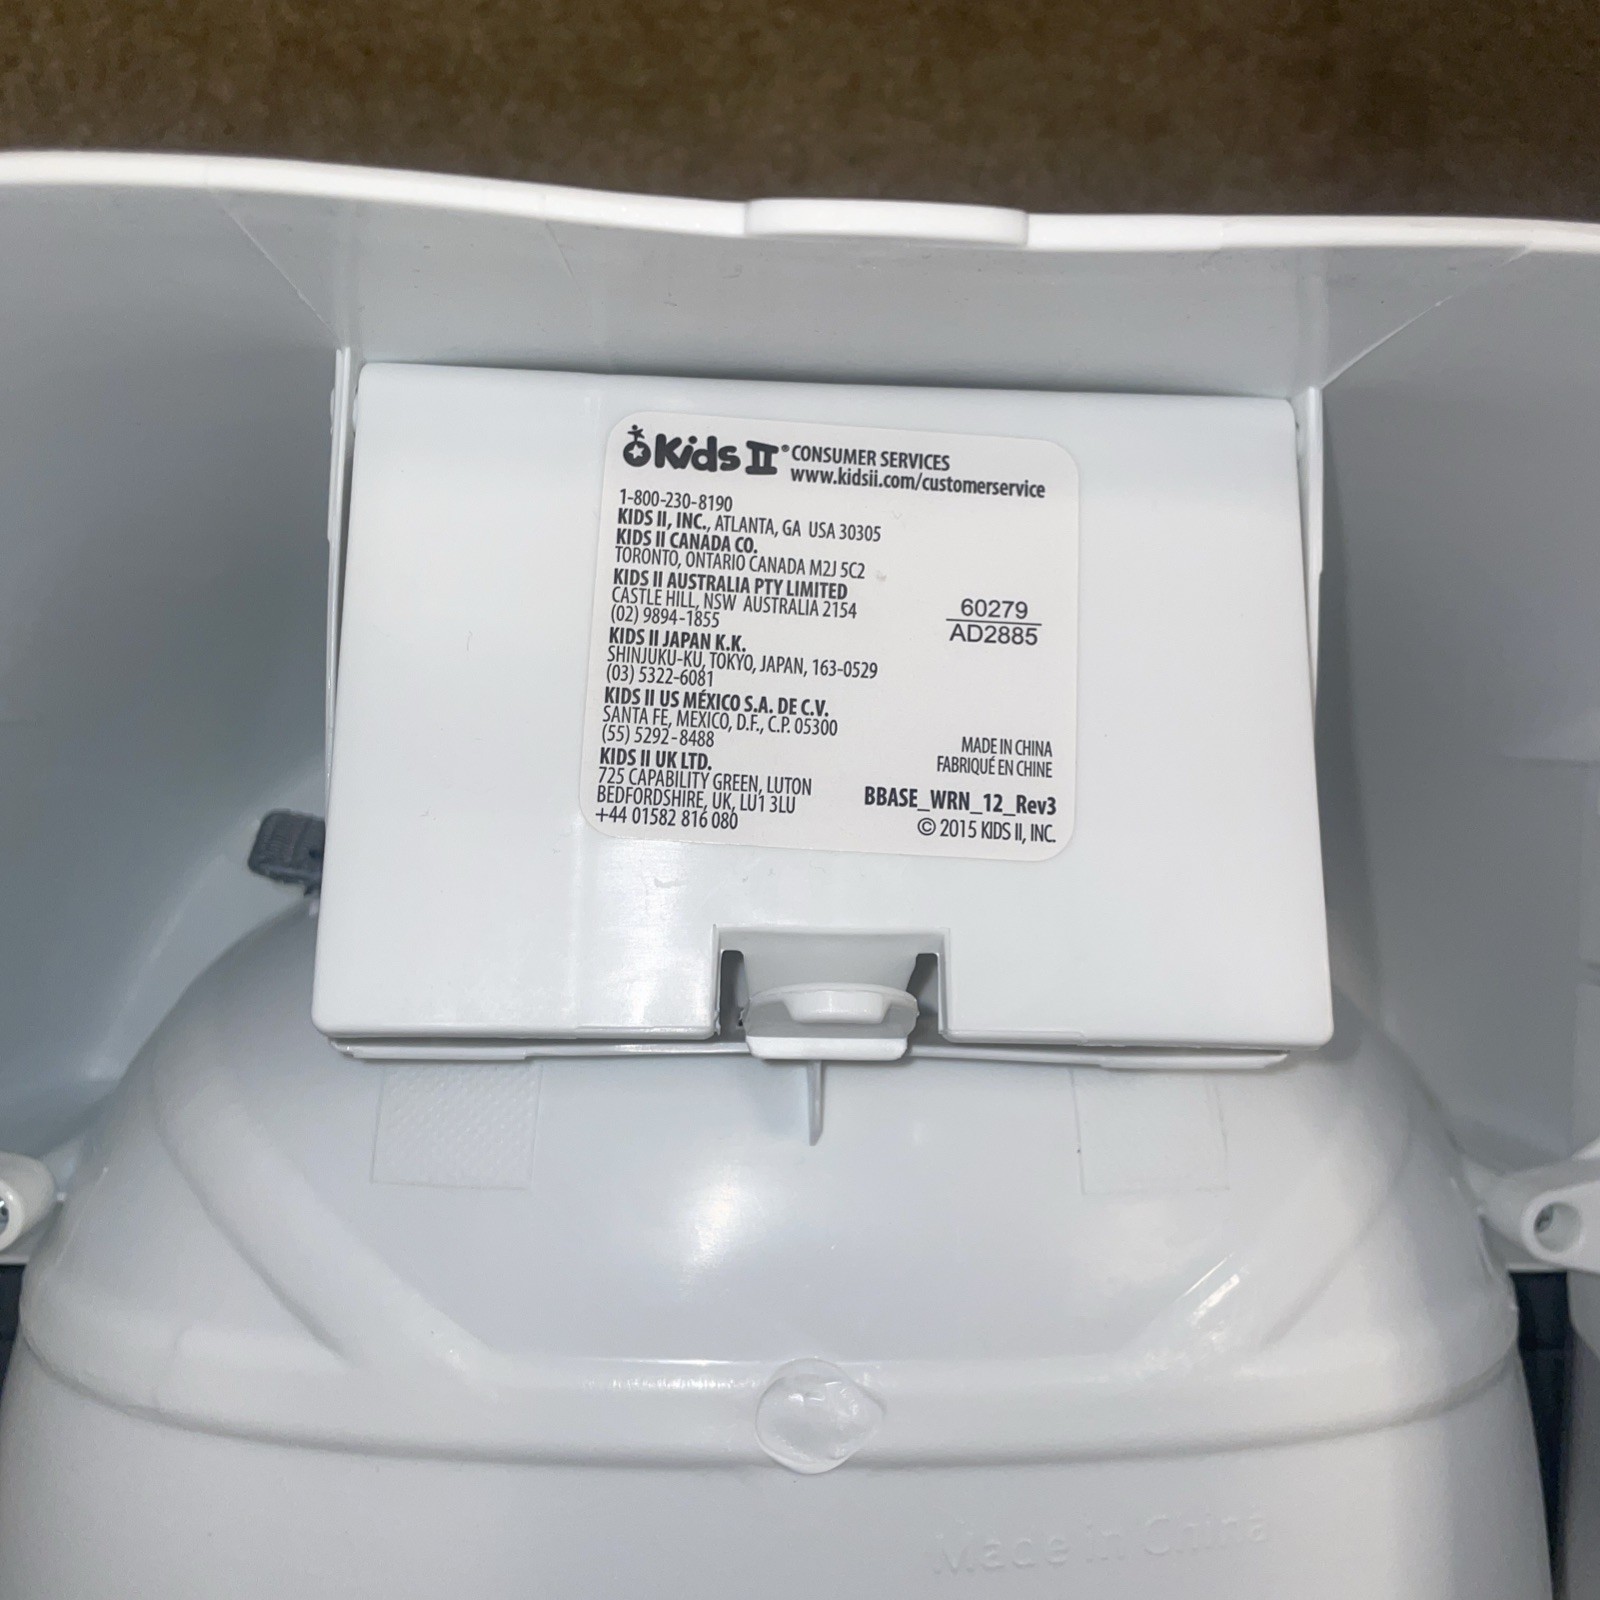 Kids II® CONSUMER SERVICES
www.kidsii.com/customerservice
1-800-230-8190
KIDS II, INC., ATLANTA, GA USA 30305
KIDS II CANADA CO.
TORONTO, ONTARIO CANADA M2J 5C2
KIDS II AUSTRALIA PTY LIMITED
CASTLE HILL, NSW AUSTRALIA 2154
(02) 9894-1855
KIDS II JAPAN K.K.
SHINJUKU-KU, TOKYO, JAPAN, 163-0529
(03) 5322-6081
KIDS II US MÉXICO S.A. DE C.V.
SANTA FE, MEXICO, D.F., C.P. 05300
(55) 5292-8488
KIDS II UK LTD.
725 CAPABILITY GREEN, LUTON
BEDFORDSHIRE, UK, LU1 3LU
+44 01582 816 080
60279
AD2885
MADE IN CHINA
FABRIQUÉ EN CHINE
BBASE_WRN_12_Rev3
© 2015 KIDS II, INC.
Made in China